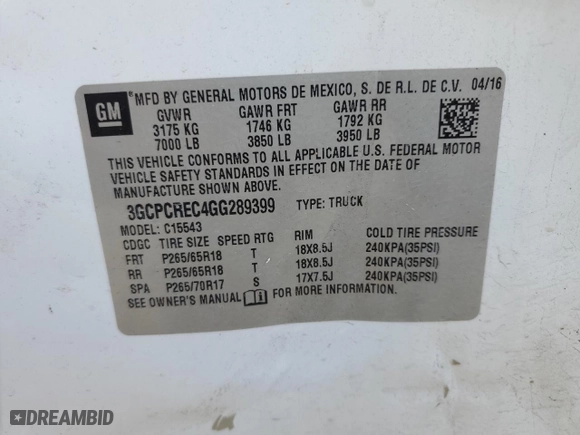 GM ® MFD BY GENERAL MOTORS DE MEXICO, S. DE R.L. DE C.V. 04/16
GVWR GAWR FRT GAWR RR
3175 KG 1746 KG 1792 KG
7000 LB 3850 LB 3950 LB
THIS VEHICLE CONFORMS TO ALL APPLICABLE U.S. FEDERAL MOTOR
VEHICLE SAFETY STANDARDS IN EFFECT ON THE DATE OF
MANUFACTURE SHOWN ABOVE.
3GCPCREC4GG289399 TYPE: TRUCK
MODEL: C15543
CDGC TIRE SIZE SPEED RTG RIM COLD TIRE PRESSURE
FRT P265/65R18 T 18X8.5J 240KPA(35PSI)
RR P265/65R18 T 18X8.5J 240KPA(35PSI)
SPA P265/70R17 S 17X7.5J 240KPA(35PSI)
SEE OWNER'S MANUAL FOR MORE INFORMATION.
DREAMBID